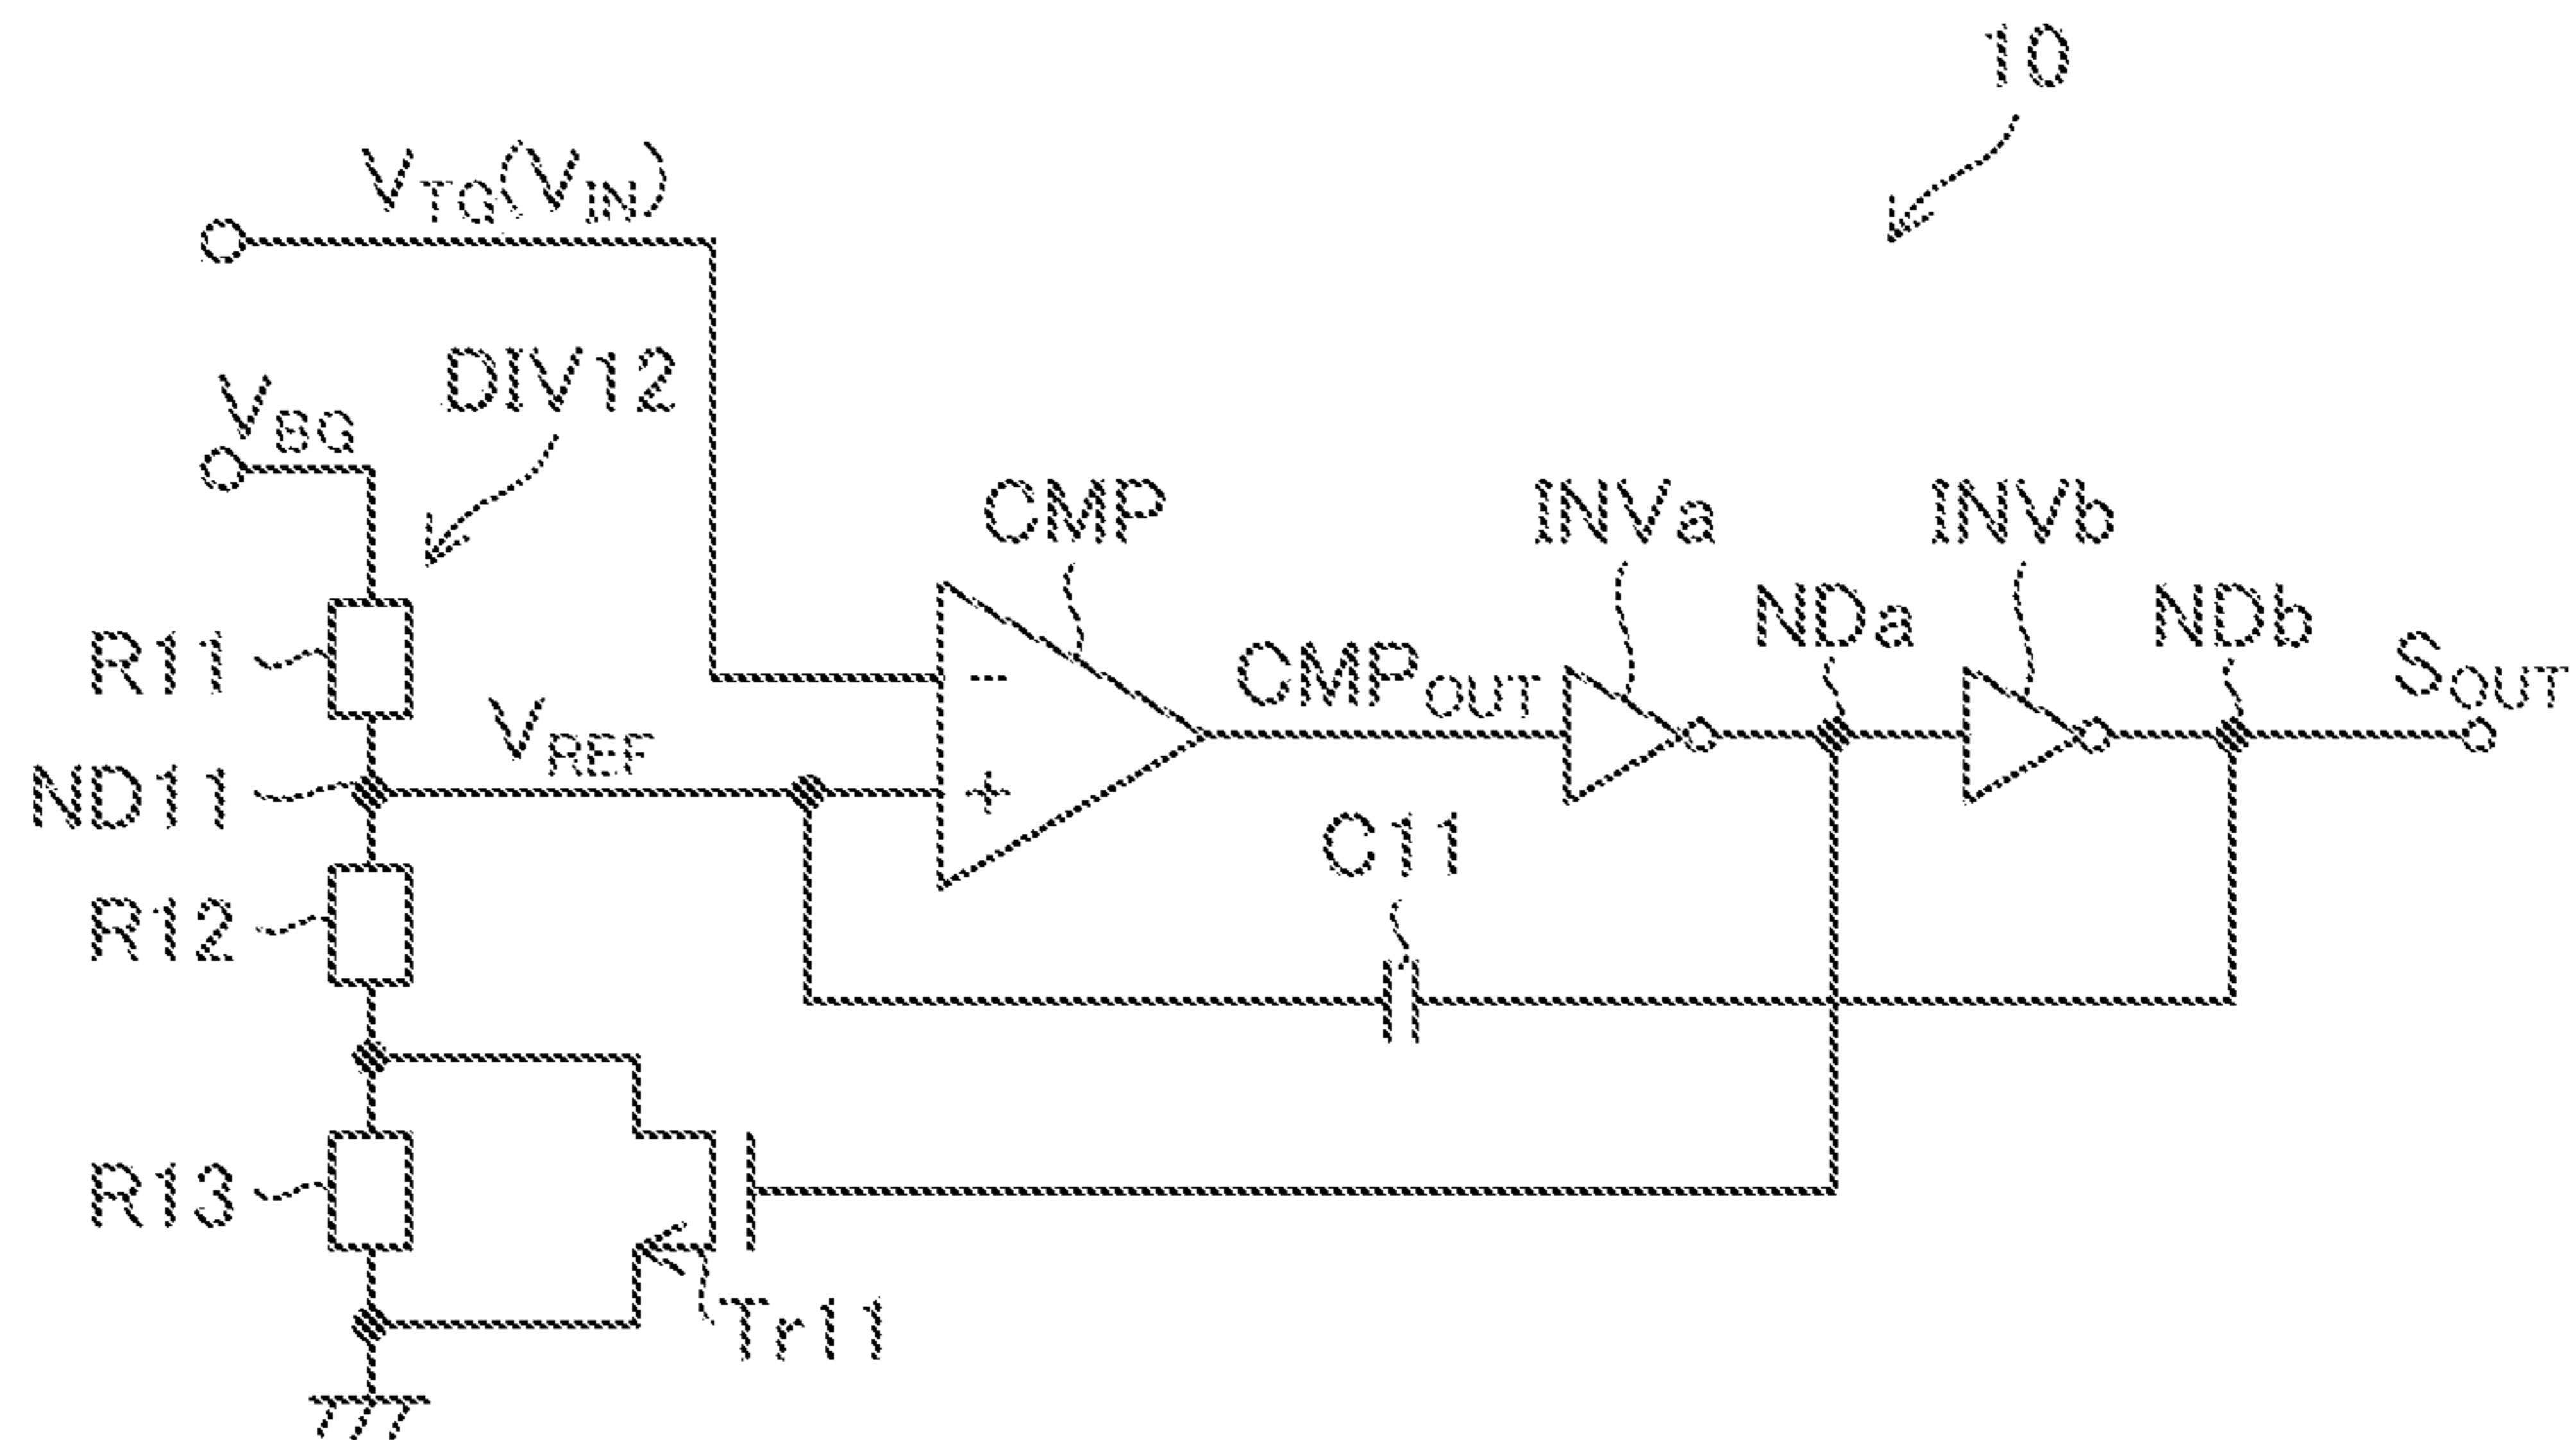 10
VTG(VIN)
DIV12
VBG
CMP
INVa
INVb
NDa
NDb
R11
CMPOUT
SOUT
VREF
ND11
−
+
C11
R12
R13
Tr11